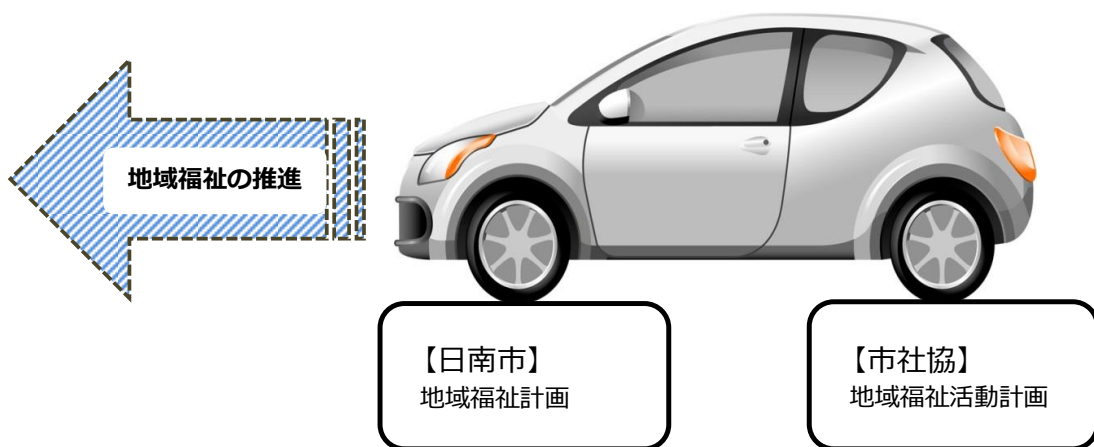 地域福祉の推進
【日南市】
地域福祉計画
【市社協】
地域福祉活動計画